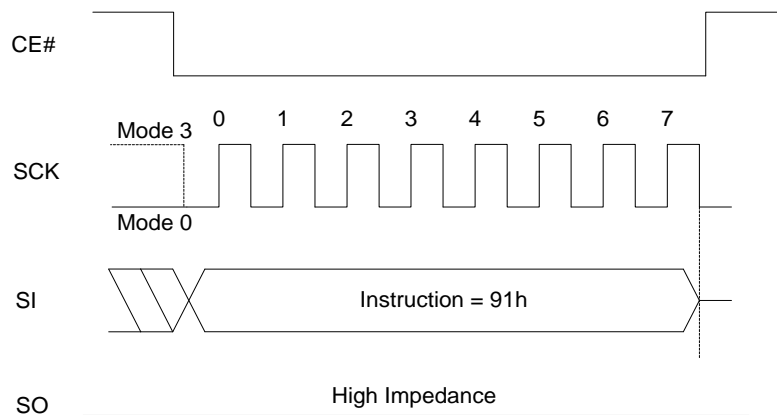 CE#
0 1 2 3 4 5 6 7
Mode 3
SCK
Mode 0
SI
Instruction = 91h
High Impedance
SO